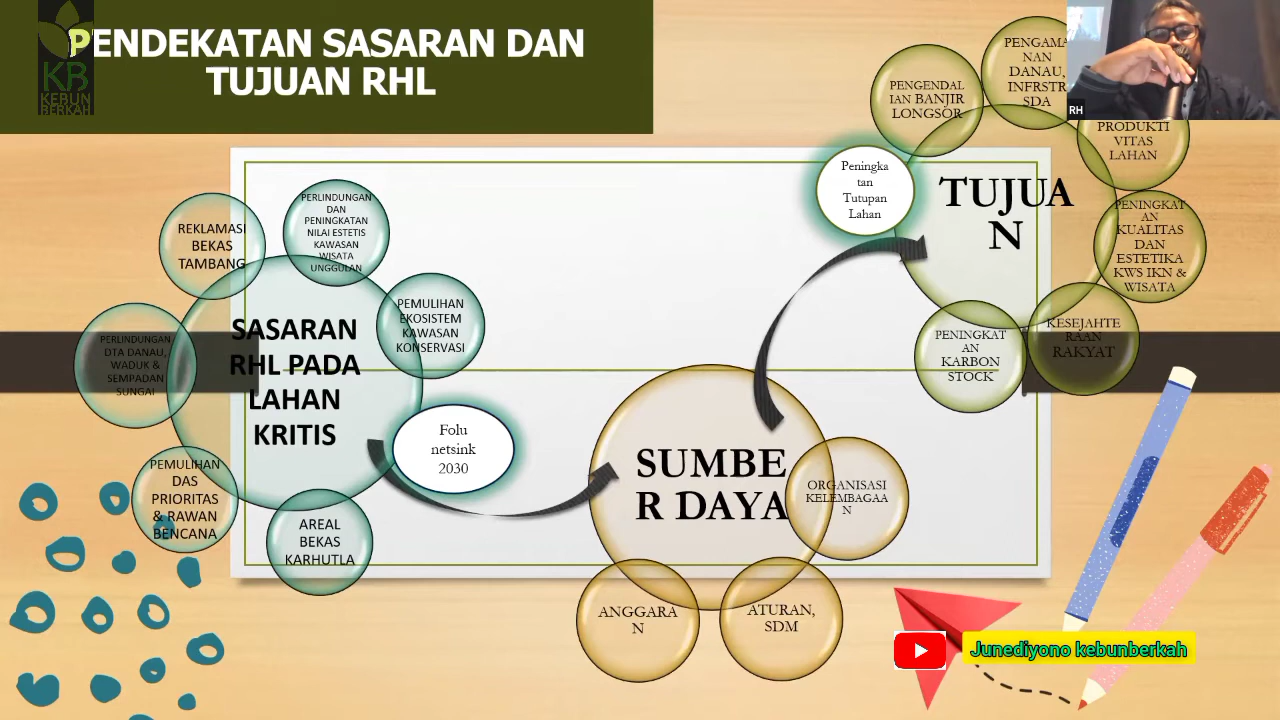 PENDEKATAN SASARAN DAN
TUJUAN RHL
KB
KEBUN
BERKAH
RH
SASARAN
RHL PADA
LAHAN
KRITIS
REKLAMASI
BEKAS
TAMBANG
PERLINDUNGAN
DAN
PENINGKATAN
NILAI ESTETIS
KAWASAN
WISATA
UNGGULAN
PEMULIHAN
EKOSISTEM
KAWASAN
KONSERVASI
PERLINDUNGAN
DTA DANAU,
WADUK &
SEMPADAN
SUNGAI
PEMULIHAN
DAS
PRIORITAS
& RAWAN
BENCANA
AREAL
BEKAS
KARHUTLA
Folu
netsink
2030
SUMBE
R DAYA
ORGANISASI
KELEMBAGAA
N
ANGGARA
N
ATURAN,
SDM
TUJUA
N
Peningka
tan
Tutupan
Lahan
PENGENDAL
IAN BANJIR
LONGSOR
PENGAMA
NAN
DANAU,
INFRSTR
SDA
PRODUKTI
VITAS
LAHAN
PENINGKAT
AN
KUALITAS
DAN
ESTETIKA
KWS IKN &
WISATA
KESEJAHTE
RAAN
RAKYAT
PENINGKAT
AN
KARBON
STOCK
Junediyono kebunberkah